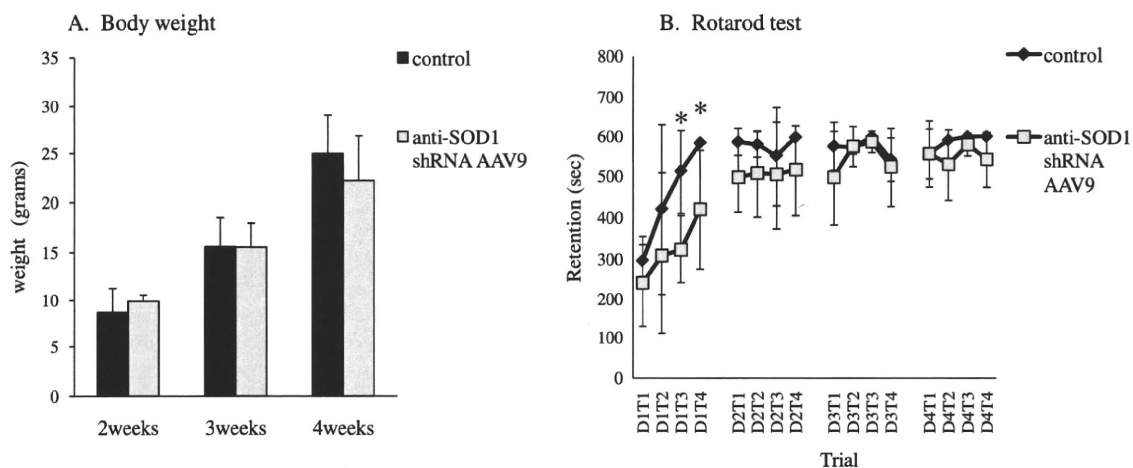 A. Body weight
35
30
25
20
15
10
5
0
weight (grams)
2weeks
3weeks
4weeks
control
anti-SOD1
shRNA AAV9
B. Rotarod test
800
700
600
500
400
300
200
100
0
Retention (sec)
* *
D1T1
D1T2
D1T3
D1T4
D2T1
D2T2
D2T3
D2T4
D3T1
D3T2
D3T3
D3T4
D4T1
D4T2
D4T3
D4T4
Trial
control
anti-SOD1
shRNA
AAV9